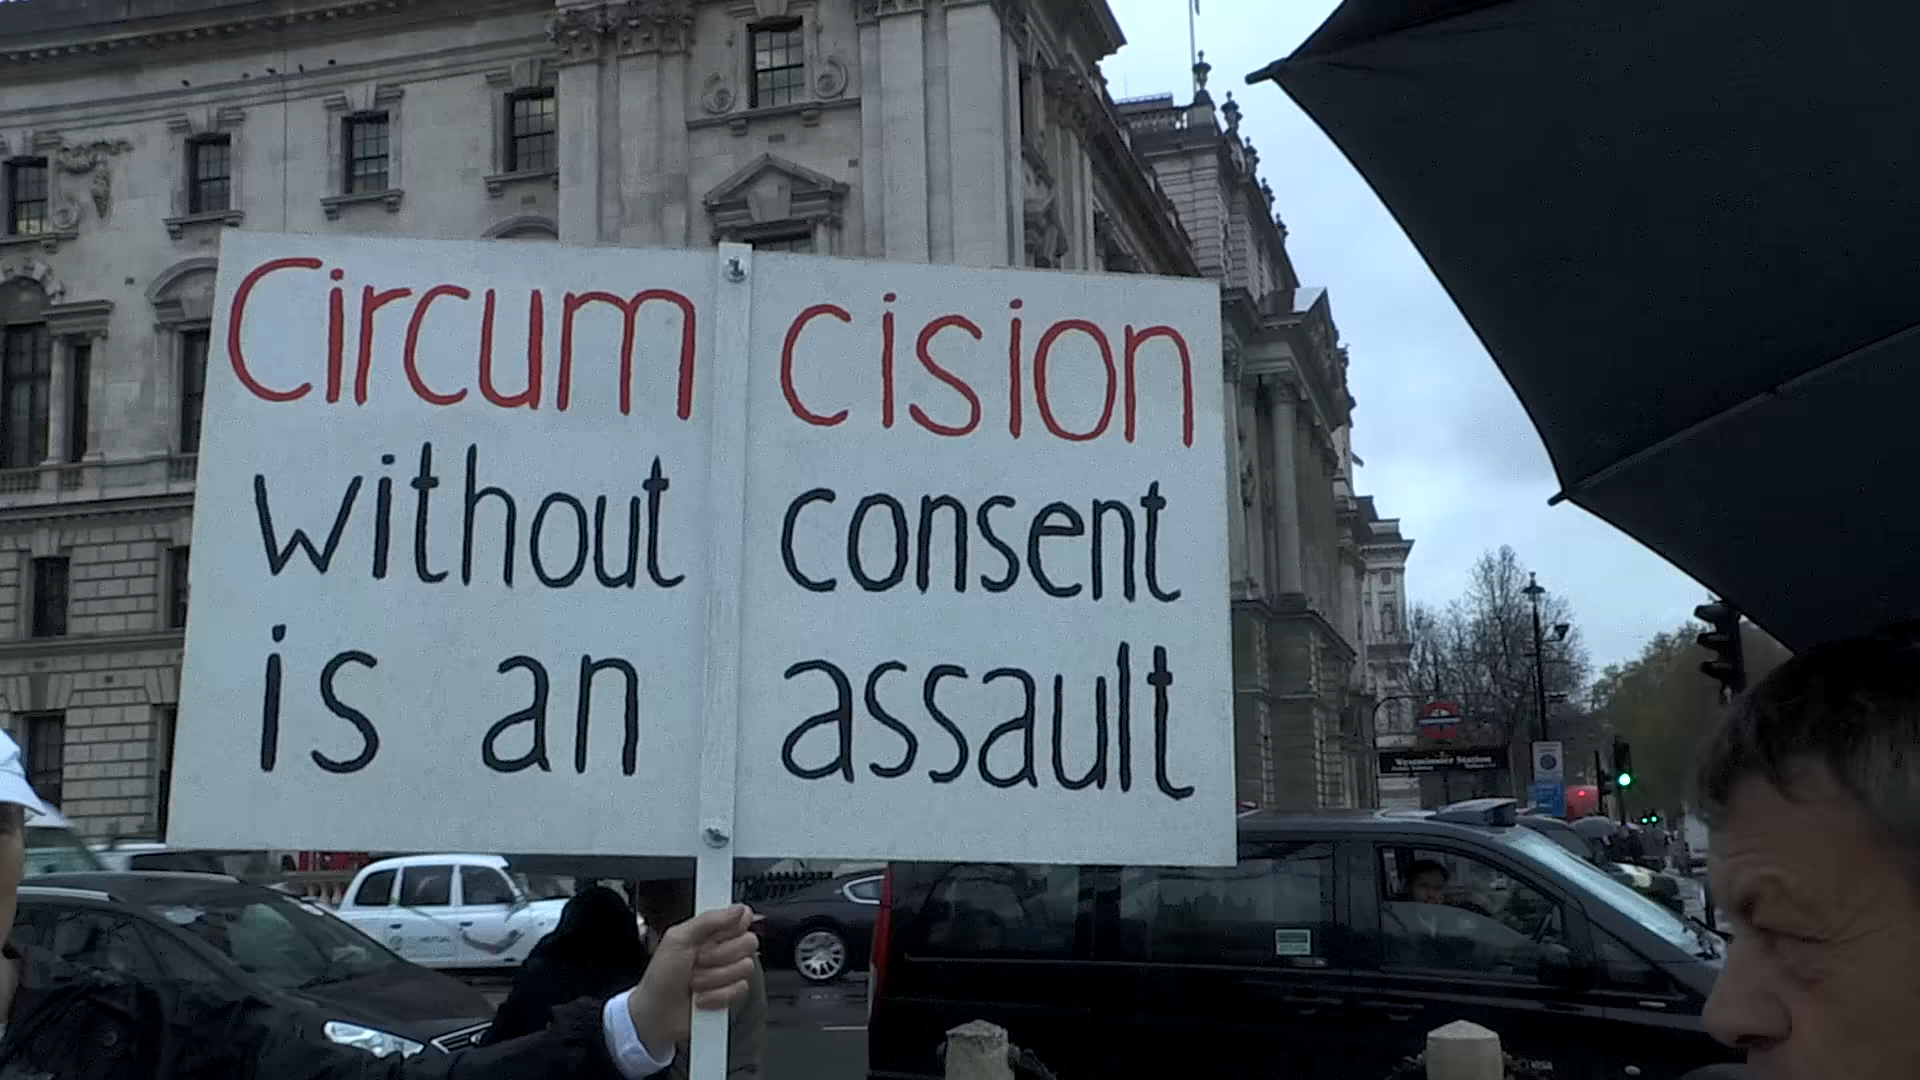 Circum cision
without consent
is an assault
Westminster Station